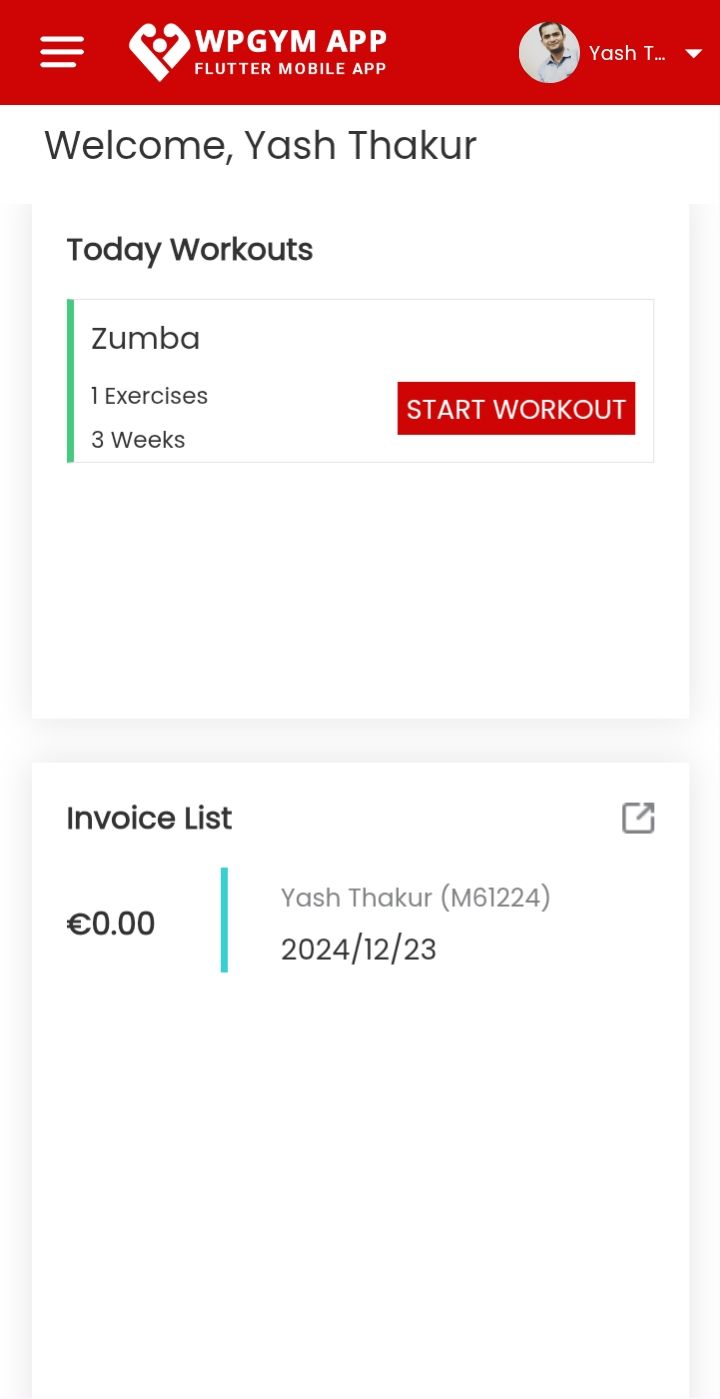 WPGYM APP
FLUTTER MOBILE APP
Yash T...
Welcome, Yash Thakur
Today Workouts
Zumba
1 Exercises
3 Weeks
START WORKOUT
Invoice List
€0.00
Yash Thakur (M61224)
2024/12/23